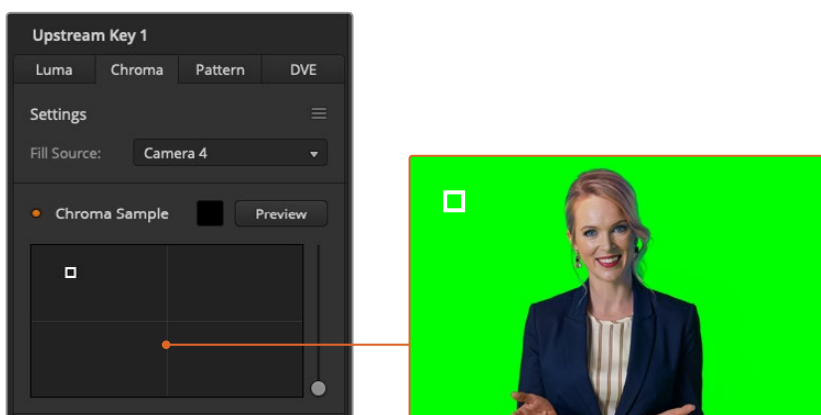 Upstream Key 1
Luma Chroma Pattern DVE
Settings
Fill Source: Camera 4
Chroma Sample Preview